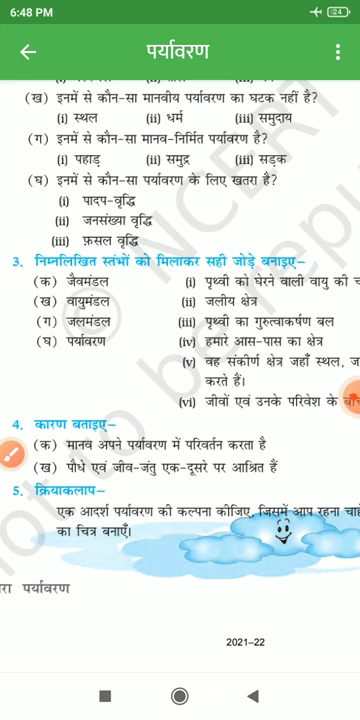 6:48 PM
24
पर्यावरण
(ख) इनमें से कौन-सा मानवीय पर्यावरण का घटक नहीं है?
(i) स्थल (ii) धर्म (iii) समुदाय
(ग) इनमें से कौन-सा मानव-निर्मित पर्यावरण है?
(i) पहाड़ (ii) समुद्र (iii) सड़क
(घ) इनमें से कौन-सा पर्यावरण के लिए खतरा है?
(i) पादप-वृद्धि
(ii) जनसंख्या वृद्धि
(iii) फ़सल वृद्धि
3. निम्नलिखित स्तंभों को मिलाकर सही जोड़े बनाइए–
(क) जैवमंडल (i) पृथ्वी को घेरने वाली वायु की
(ख) वायुमंडल (ii) जलीय क्षेत्र
(ग) जलमंडल (iii) पृथ्वी का गुरुत्वाकर्षण बल
(घ) पर्यावरण (iv) हमारे आस-पास का क्षेत्र
(v) वह संकीर्ण क्षेत्र जहाँ स्थल, ज
करते हैं।
(vi) जीवों एवं उनके परिवेश के
4. कारण बताइए–
(क) मानव अपने पर्यावरण में परिवर्तन करता है
(ख) पौधे एवं जीव-जंतु एक-दूसरे पर आश्रित हैं
5. क्रियाकलाप–
एक आदर्श पर्यावरण की कल्पना कीजिए, जिसमें आप रहना चाहे
का चित्र बनाएँ।
रा पर्यावरण
2021–22
© NCERT
not to be repu